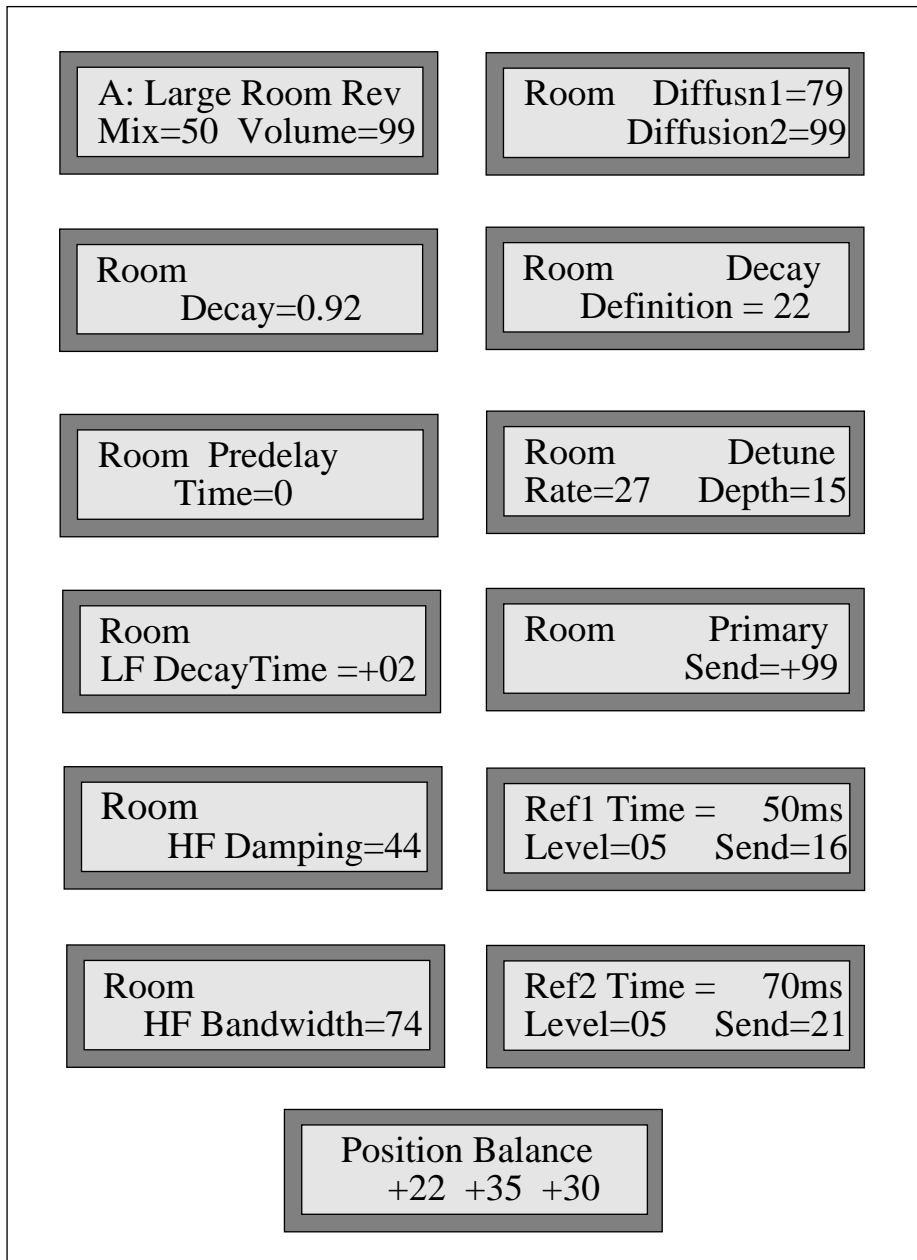 A: Large Room Rev
Mix=50 Volume=99
Room Diffusn1=79
Diffusion2=99
Room
Decay=0.92
Room Decay
Definition = 22
Room Predelay
Time=0
Room Detune
Rate=27 Depth=15
Room
LF DecayTime =+02
Room Primary
Send=+99
Room
HF Damping=44
Ref1 Time = 50ms
Level=05 Send=16
Room
HF Bandwidth=74
Ref2 Time = 70ms
Level=05 Send=21
Position Balance
+22 +35 +30